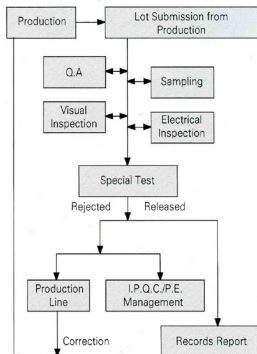 Production
Lot Submission from
Production
Q.A
Sampling
Visual
Inspection
Electrical
Inspection
Special Test
Rejected
Released
Production
Line
I.P.Q.C./P.E.
Management
Correction
Records Report